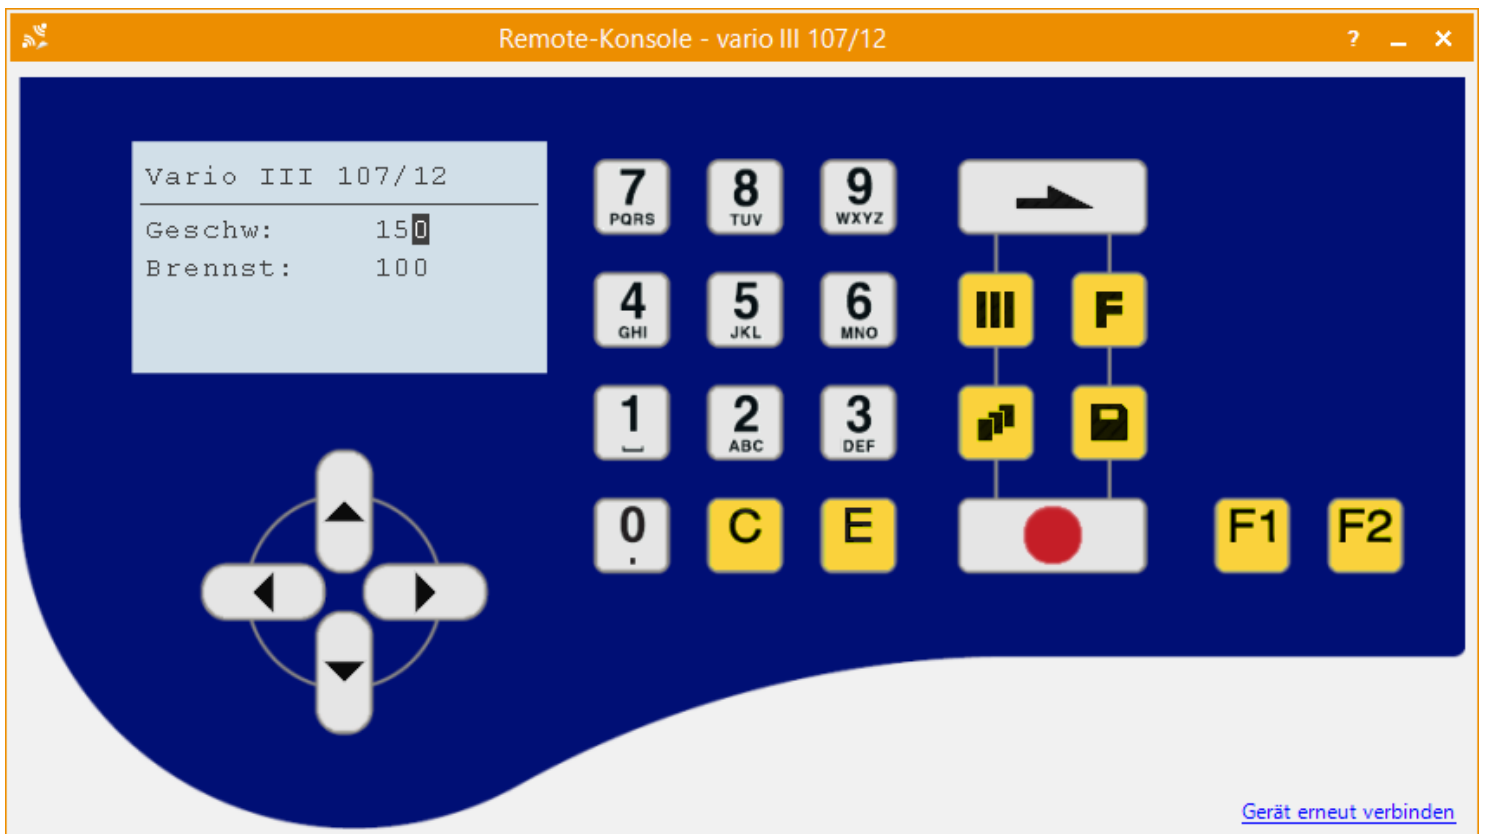 Remote-Konsole - vario III 107/12
?
Vario III 107/12
Geschw: 150
Brennst: 100
7 8 9
PQRS TUV WXYZ
4 5 6 III F
GHI JKL MNO
1 2 3
ABC DEF
0 C E F1 F2
.
Gerät erneut verbinden